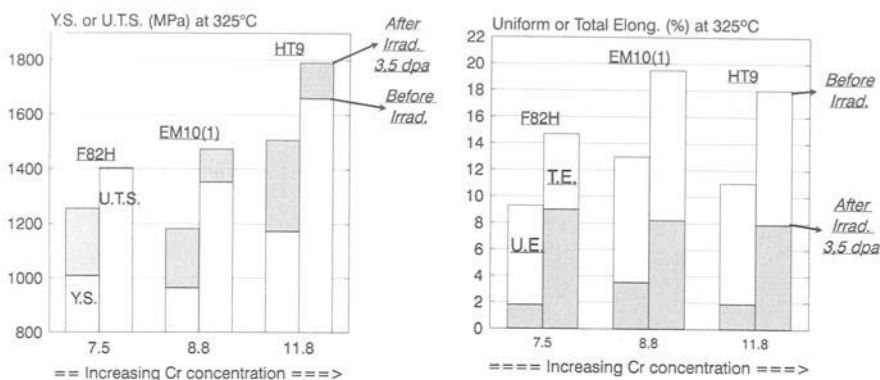 Y.S. or U.T.S. (MPa) at 325°C
1800
1600
1400
1200
1000
800
HT9
After
Irrad.
3,5 dpa
Before
Irrad.
EM10(1)
F82H
U.T.S.
Y.S.
7.5
8.8
11.8
== Increasing Cr concentration ===>
Uniform or Total Elong. (%) at 325°C
22
20
18
16
14
12
10
8
6
4
2
0
EM10(1)
HT9
Before
Irrad.
F82H
T.E.
U.E.
After
Irrad.
3,5 dpa
7.5
8.8
11.8
==== Increasing Cr concentration ====>